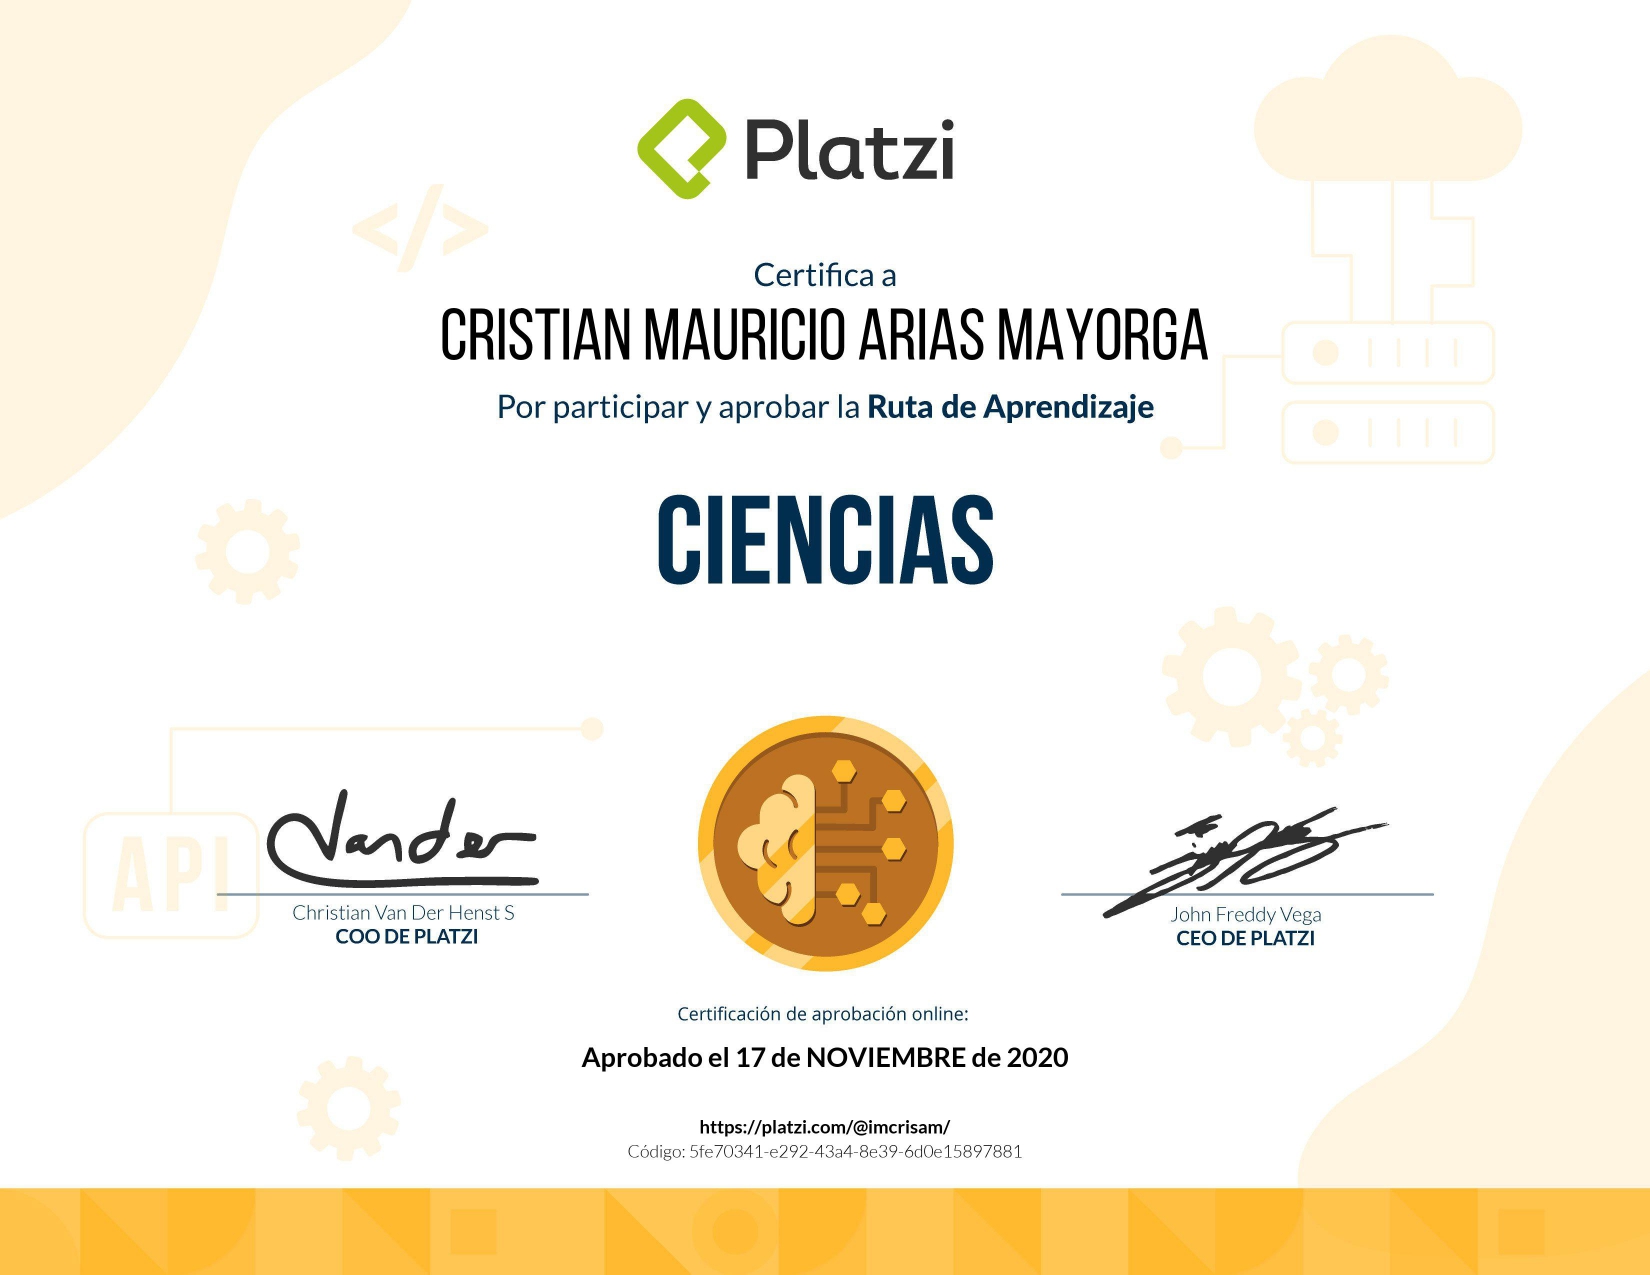 Platzi
</>
Certifica a
CRISTIAN MAURICIO ARIAS MAYORGA
Por participar y aprobar la Ruta de Aprendizaje
CIENCIAS
API
Vander
Christian Van Der Henst S
COO DE PLATZI
John Freddy Vega
CEO DE PLATZI
Certificación de aprobación online:
Aprobado el 17 de NOVIEMBRE de 2020
https://platzi.com/@imcrisam/
Código: 5fe70341-e292-43a4-8e39-6d0e15897881